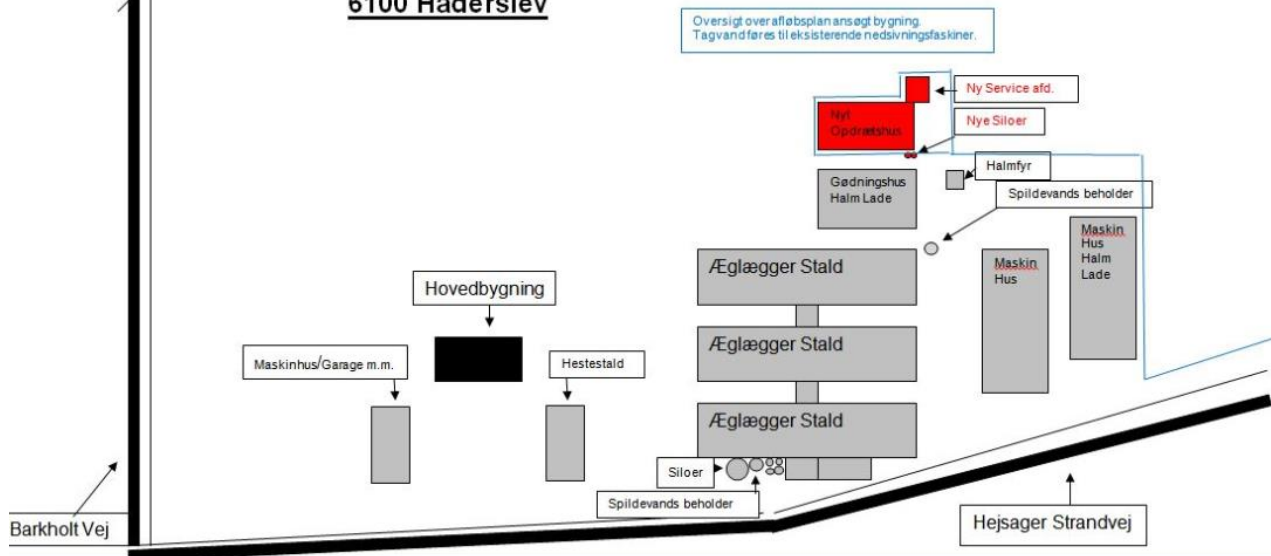 6100 Haderslev
Oversigt over afløbsplan ansøgt bygning.
Tagvand føres til eksisterende nedsivningsfaskiner.
Ny Service afd.
Nyt
Opdrætshus
Nye Siloer
Halmfyr
Gødningshus
Halm Lade
Spildevands beholder
Maskin
Hus
Halm
Lade
Æglægger Stald
Maskin
Hus
Hovedbygning
Æglægger Stald
Maskinhus/Garage m.m.
Hestestald
Æglægger Stald
Siloer
Spildevands beholder
Barkholt Vej
Hejsager Strandvej